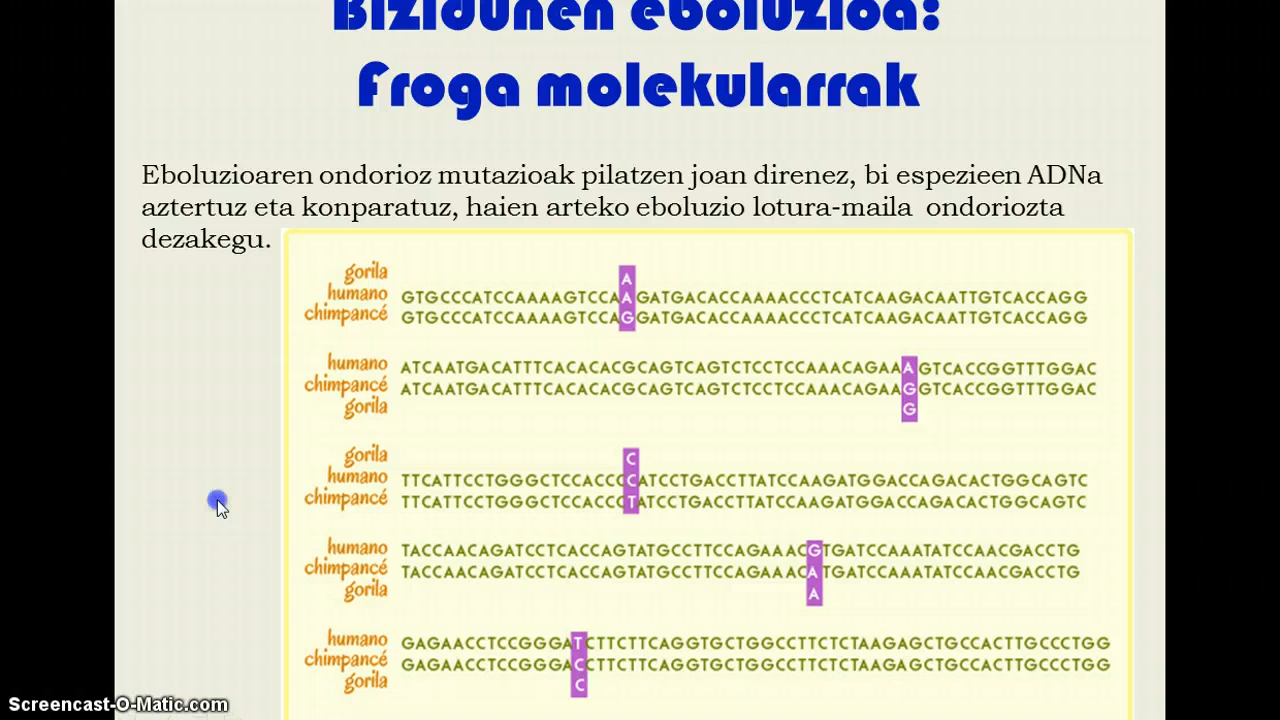 Bizidunen eboluzioa:
Froga molekularrak
Eboluzioaren ondorioz mutazioak pilatzen joan direnez, bi espezieen ADNa
aztertuz eta konparatuz, haien arteko eboluzio lotura-maila ondoriozta
dezakegu.
gorila A
humano GTGCCCATCCAAAAGTCCAAGATGACACCAAAACCCTCATCAAGACAATTGTCACCAGG
chimpancé GTGCCCATCCAAAAGTCCAGGATGACACCAAAACCCTCATCAAGACAATTGTCACCAGG
humano ATCAATGACATTTCACACACGCAGTCAGTCTCCTCCAAACAGAAAGTCACCGGTTTGGAC
chimpancé ATCAATGACATTTCACACACGCAGTCAGTCTCCTCCAAACAGAAGGTCACCGGTTTGGAC
gorila G
gorila C
humano TTCATTCCTGGGCTCCACCCCATCCTGACCTTATCCAAGATGGACCAGACACTGGCAGTC
chimpancé TTCATTCCTGGGCTCCACCCTATCCTGACCTTATCCAAGATGGACCAGACACTGGCAGTC
humano TACCAACAGATCCTCACCAGTATGCCTTCCAGAAACGTGATCCAAATATCCAACGACCTG
chimpancé TACCAACAGATCCTCACCAGTATGCCTTCCAGAAACATGATCCAAATATCCAACGACCTG
gorila A
humano GAGAACCTCCGGGATCTTCTTCAGGTGCTGGCCTTCTCTAAGAGCTGCCACTTGCCCTGG
chimpancé GAGAACCTCCGGGACCTTCTTCAGGTGCTGGCCTTCTCTAAGAGCTGCCACTTGCCCTGG
gorila C
Screencast-O-Matic.com